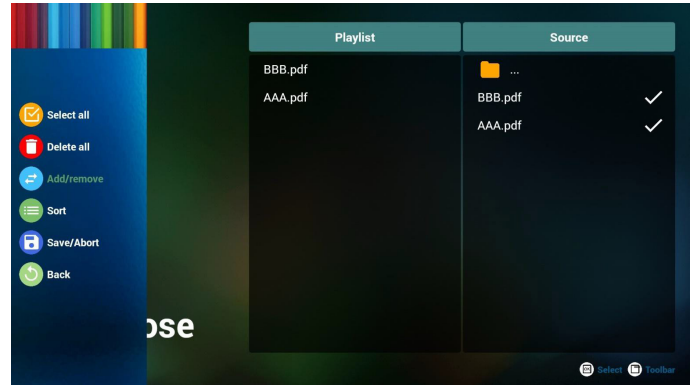 Playlist
Source
BBB.pdf
AAA.pdf
...
BBB.pdf
AAA.pdf
Select all
Delete all
Add/remove
Sort
Save/Abort
Back
ose
Select
Toolbar